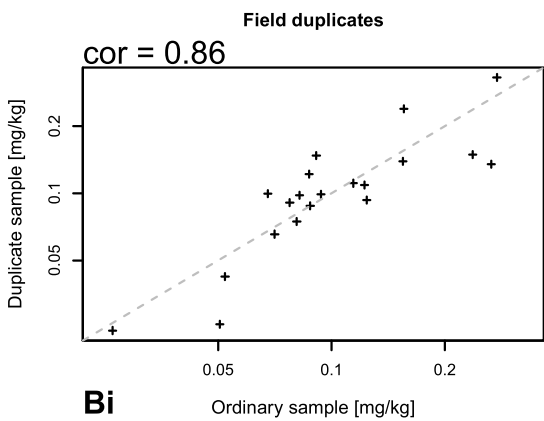 Field duplicates
cor = 0.86
Duplicate sample [mg/kg]
0.2
0.1
0.05
0.05 0.1 0.2
Bi
Ordinary sample [mg/kg]